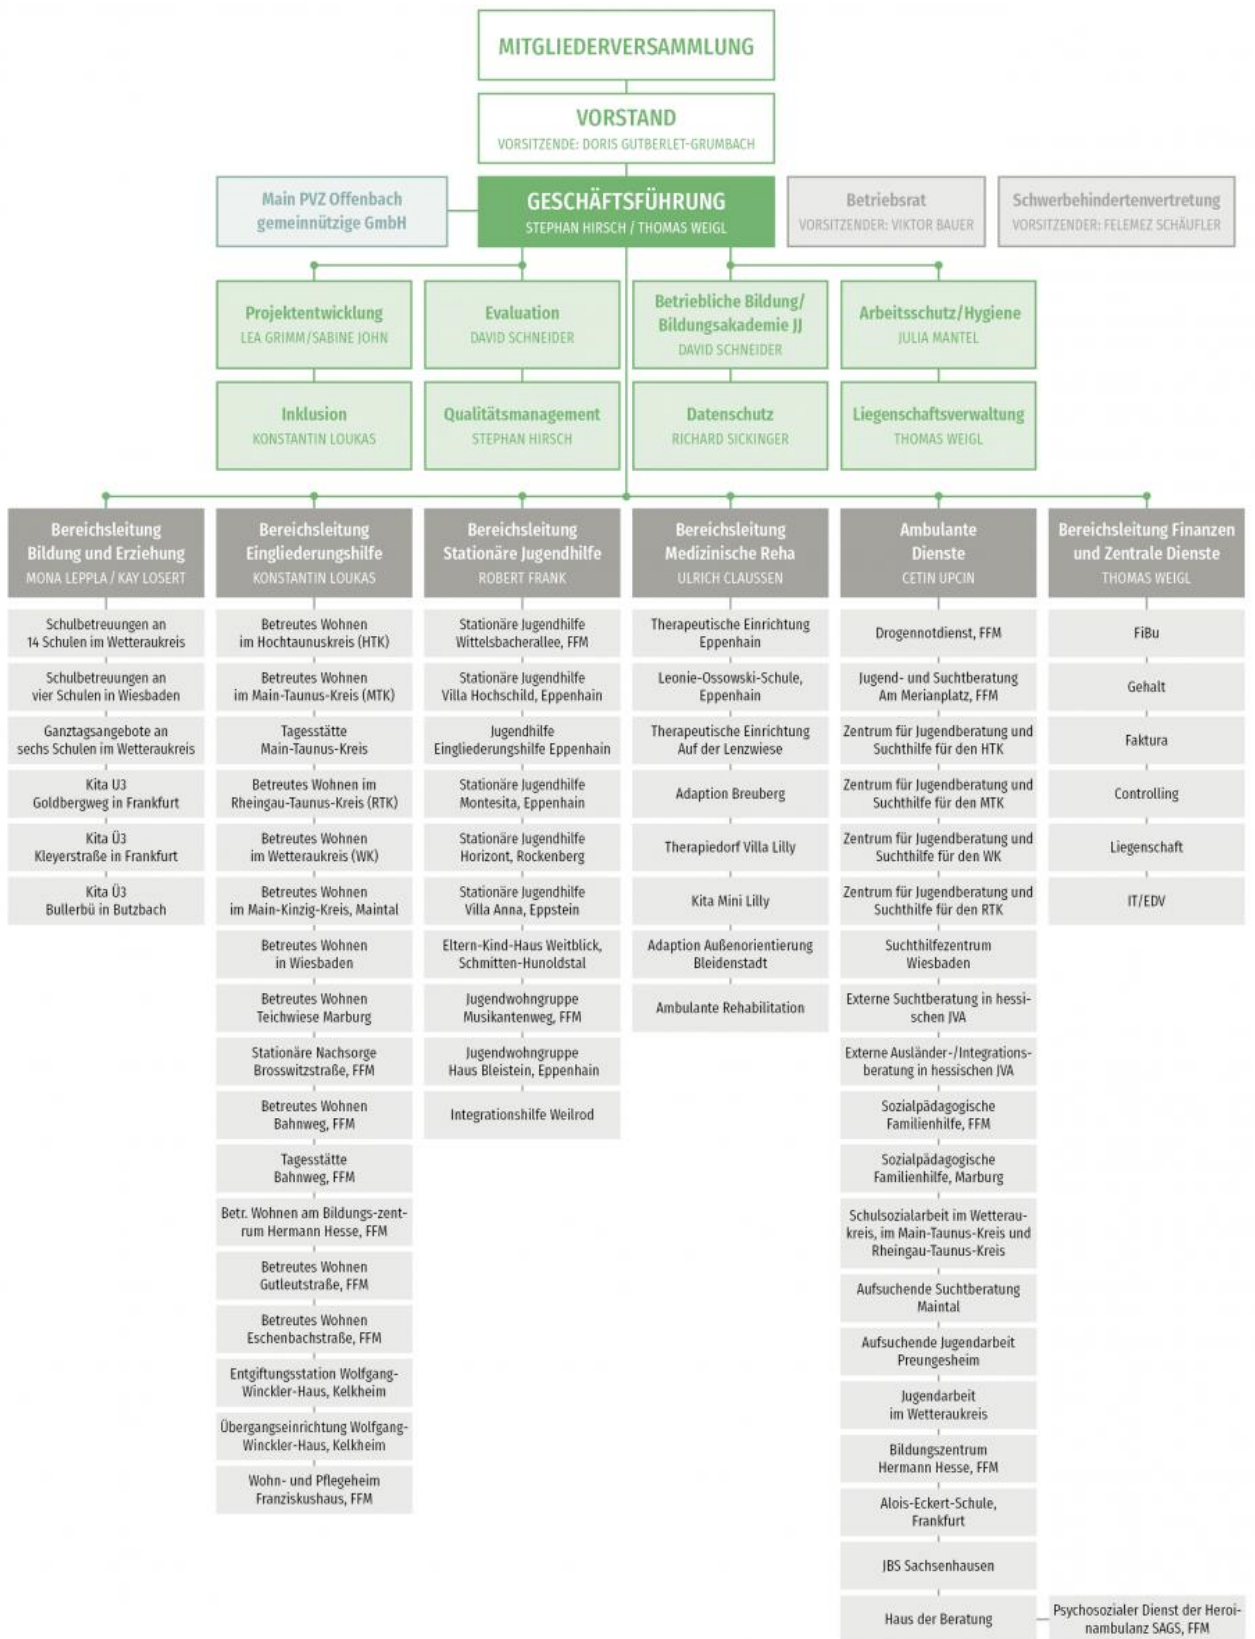 MITGLIEDERVERSAMMLUNG
VORSTAND
VORSITZENDE: DORIS GUTBERLET-GRUMBACH
Main PVZ Offenbach
gemeinnützige GmbH
GESCHÄFTSFÜHRUNG
STEPHAN HIRSCH / THOMAS WEIGL
Betriebsrat
VORSITZENDER: VIKTOR BAUER
Schwerbehindertenvertretung
VORSITZENDER: FELEMEZ SCHÄUFLER
Projektentwicklung
LEA GRIMM/SABINE JOHN
Evaluation
DAVID SCHNEIDER
Betriebliche Bildung/
Bildungsakademie JJ
DAVID SCHNEIDER
Arbeitsschutz/Hygiene
JULIA MANTEL
Inklusion
KONSTANTIN LOUKAS
Qualitätsmanagement
STEPHAN HIRSCH
Datenschutz
RICHARD SICKINGER
Liegenschaftsverwaltung
THOMAS WEIGL
Bereichsleitung
Bildung und Erziehung
MONA LEPPLA / KAY LOSERT
Schulbetreuungen an
14 Schulen im Wetteraukreis
Schulbetreuungen an
vier Schulen in Wiesbaden
Ganztagsangebote an
sechs Schulen im Wetteraukreis
Kita U3
Goldbergweg in Frankfurt
Kita Ü3
Kleyerstraße in Frankfurt
Kita Ü3
Bullerbü in Butzbach
Bereichsleitung
Eingliederungshilfe
KONSTANTIN LOUKAS
Betreutes Wohnen
im Hochtaunuskreis (HTK)
Betreutes Wohnen
im Main-Taunus-Kreis (MTK)
Tagesstätte
Main-Taunus-Kreis
Betreutes Wohnen im
Rheingau-Taunus-Kreis (RTK)
Betreutes Wohnen
im Wetteraukreis (WK)
Betreutes Wohnen
im Main-Kinzig-Kreis, Maintal
Betreutes Wohnen
in Wiesbaden
Betreutes Wohnen
Teichwiese Marburg
Stationäre Nachsorge
Brosswitzstraße, FFM
Betreutes Wohnen
Bahnweg, FFM
Tagesstätte
Bahnweg, FFM
Betr. Wohnen am Bildungs-zent-
rum Hermann Hesse, FFM
Betreutes Wohnen
Gutleutstraße, FFM
Betreutes Wohnen
Eschenbachstraße, FFM
Entgiftungsstation Wolfgang-
Winckler-Haus, Kelkheim
Übergangseinrichtung Wolfgang-
Winckler-Haus, Kelkheim
Wohn- und Pflegeheim
Franziskushaus, FFM
Bereichsleitung
Stationäre Jugendhilfe
ROBERT FRANK
Stationäre Jugendhilfe
Wittelsbacherallee, FFM
Stationäre Jugendhilfe
Villa Hochschild, Eppenhain
Jugendhilfe
Eingliederungshilfe Eppenhain
Stationäre Jugendhilfe
Montesita, Eppenhain
Stationäre Jugendhilfe
Horizont, Rockenberg
Stationäre Jugendhilfe
Villa Anna, Eppstein
Eltern-Kind-Haus Weitblick,
Schmitten-Hunoldstal
Jugendwohngruppe
Musikantenweg, FFM
Jugendwohngruppe
Haus Bleistein, Eppenhain
Integrationshilfe Weilrod
Bereichsleitung
Medizinische Reha
ULRICH CLAUSSEN
Therapeutische Einrichtung
Eppenhain
Leonie-Ossowski-Schule,
Eppenhain
Therapeutische Einrichtung
Auf der Lenzwiese
Adaption Breuberg
Therapiedorf Villa Lilly
Kita Mini Lilly
Adaption Außenorientierung
Bleidenstadt
Ambulante Rehabilitation
Ambulante
Dienste
CETIN UPCIN
Drogennotdienst, FFM
Jugend- und Suchtberatung
Am Merianplatz, FFM
Zentrum für Jugendberatung und
Suchthilfe für den HTK
Zentrum für Jugendberatung und
Suchthilfe für den MTK
Zentrum für Jugendberatung und
Suchthilfe für den WK
Zentrum für Jugendberatung und
Suchthilfe für den RTK
Suchthilfezentrum
Wiesbaden
Externe Suchtberatung in hessi-
schen JVA
Externe Ausländer-/Integrations-
beratung in hessischen JVA
Sozialpädagogische
Familienhilfe, FFM
Sozialpädagogische
Familienhilfe, Marburg
Schulsozialarbeit im Wetterau-
kreis, im Main-Taunus-Kreis und
Rheingau-Taunus-Kreis
Aufsuchende Suchtberatung
Maintal
Aufsuchende Jugendarbeit
Preungesheim
Jugendarbeit
im Wetteraukreis
Bildungszentrum
Hermann Hesse, FFM
Alois-Eckert-Schule,
Frankfurt
JBS Sachsenhausen
Haus der Beratung
Psychosozialer Dienst der Heroi-
nambulanz SAGS, FFM
Bereichsleitung Finanzen
und Zentrale Dienste
THOMAS WEIGL
FiBu
Gehalt
Faktura
Controlling
Liegenschaft
IT/EDV